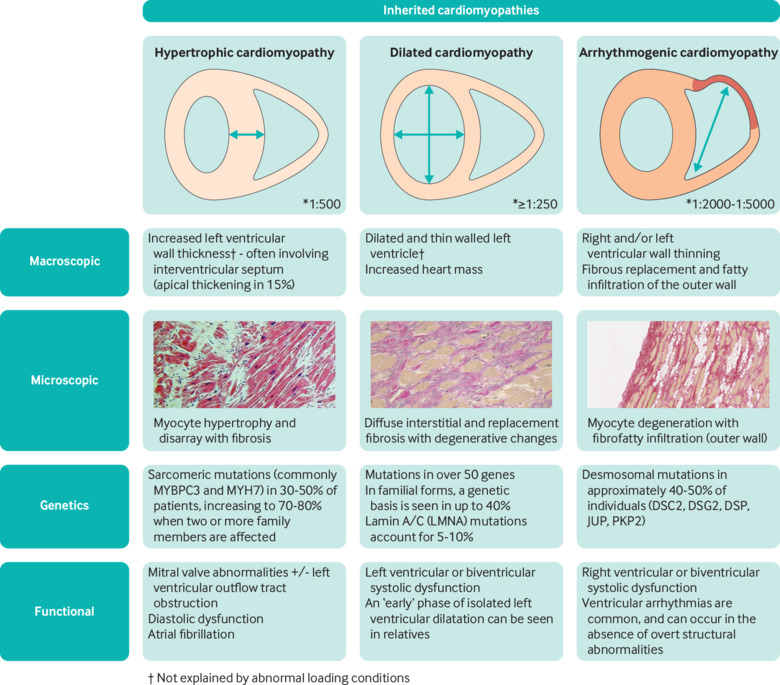 Inherited cardiomyopathies
Hypertrophic cardiomyopathy
*1:500
Dilated cardiomyopathy
*≥1:250
Arrhythmogenic cardiomyopathy
*1:2000-1:5000
Macroscopic
Increased left ventricular
wall thickness† - often involving
interventricular septum
(apical thickening in 15%)
Dilated and thin walled left
ventricle†
Increased heart mass
Right and/or left
ventricular wall thinning
Fibrous replacement and fatty
infiltration of the outer wall
Microscopic
Myocyte hypertrophy and
disarray with fibrosis
Diffuse interstitial and replacement
fibrosis with degenerative changes
Myocyte degeneration with
fibrofatty infiltration (outer wall)
Genetics
Sarcomeric mutations (commonly
MYBPC3 and MYH7) in 30-50% of
patients, increasing to 70-80%
when two or more family
members are affected
Mutations in over 50 genes
In familial forms, a genetic
basis is seen in up to 40%
Lamin A/C (LMNA) mutations
account for 5-10%
Desmosomal mutations in
approximately 40-50% of
individuals (DSC2, DSG2, DSP,
JUP, PKP2)
Functional
Mitral valve abnormalities +/- left
ventricular outflow tract
obstruction
Diastolic dysfunction
Atrial fibrillation
Left ventricular or biventricular
systolic dysfunction
An ‘early’ phase of isolated left
ventricular dilatation can be seen
in relatives
Right ventricular or biventricular
systolic dysfunction
Ventricular arrhythmias are
common, and can occur in the
absence of overt structural
abnormalities
† Not explained by abnormal loading conditions